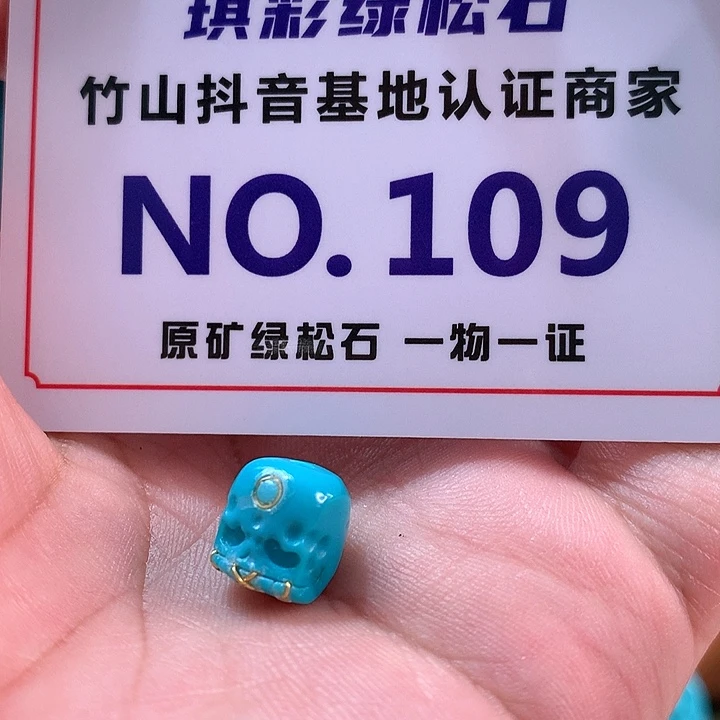 琪彩绿松石
竹山抖音基地认证商家
NO.109
原矿绿松石 一物一证